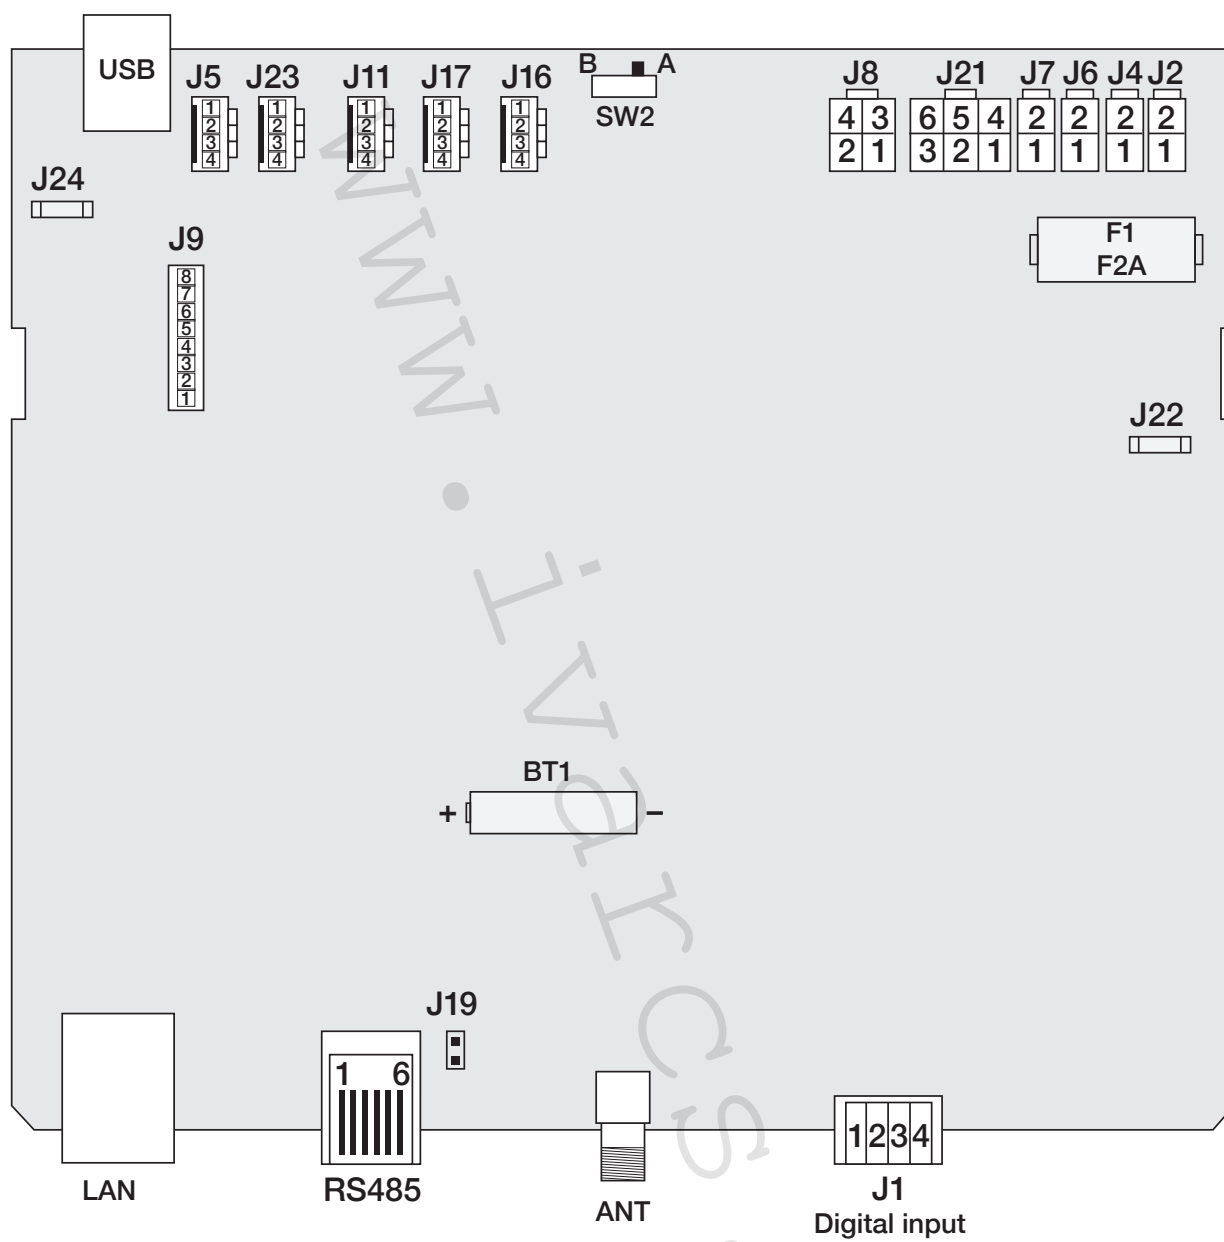 USB
J5 J23 J11 J17 J16
B A
SW2
J8 J21 J7 J6 J4 J2
1 1 1 1 1
2 2 2 2 2
3 3 3 3 3
4 4 4 4 4
4 3 6 5 4 2 2 2 2
2 1 3 2 1 1 1 1 1
J24
J9
8
7
6
5
4
3
2
1
F1
F2A
J22
BT1
+ −
J19
1 6
1 2 3 4
LAN
RS485
ANT
J1
Digital input
www.ivarcs